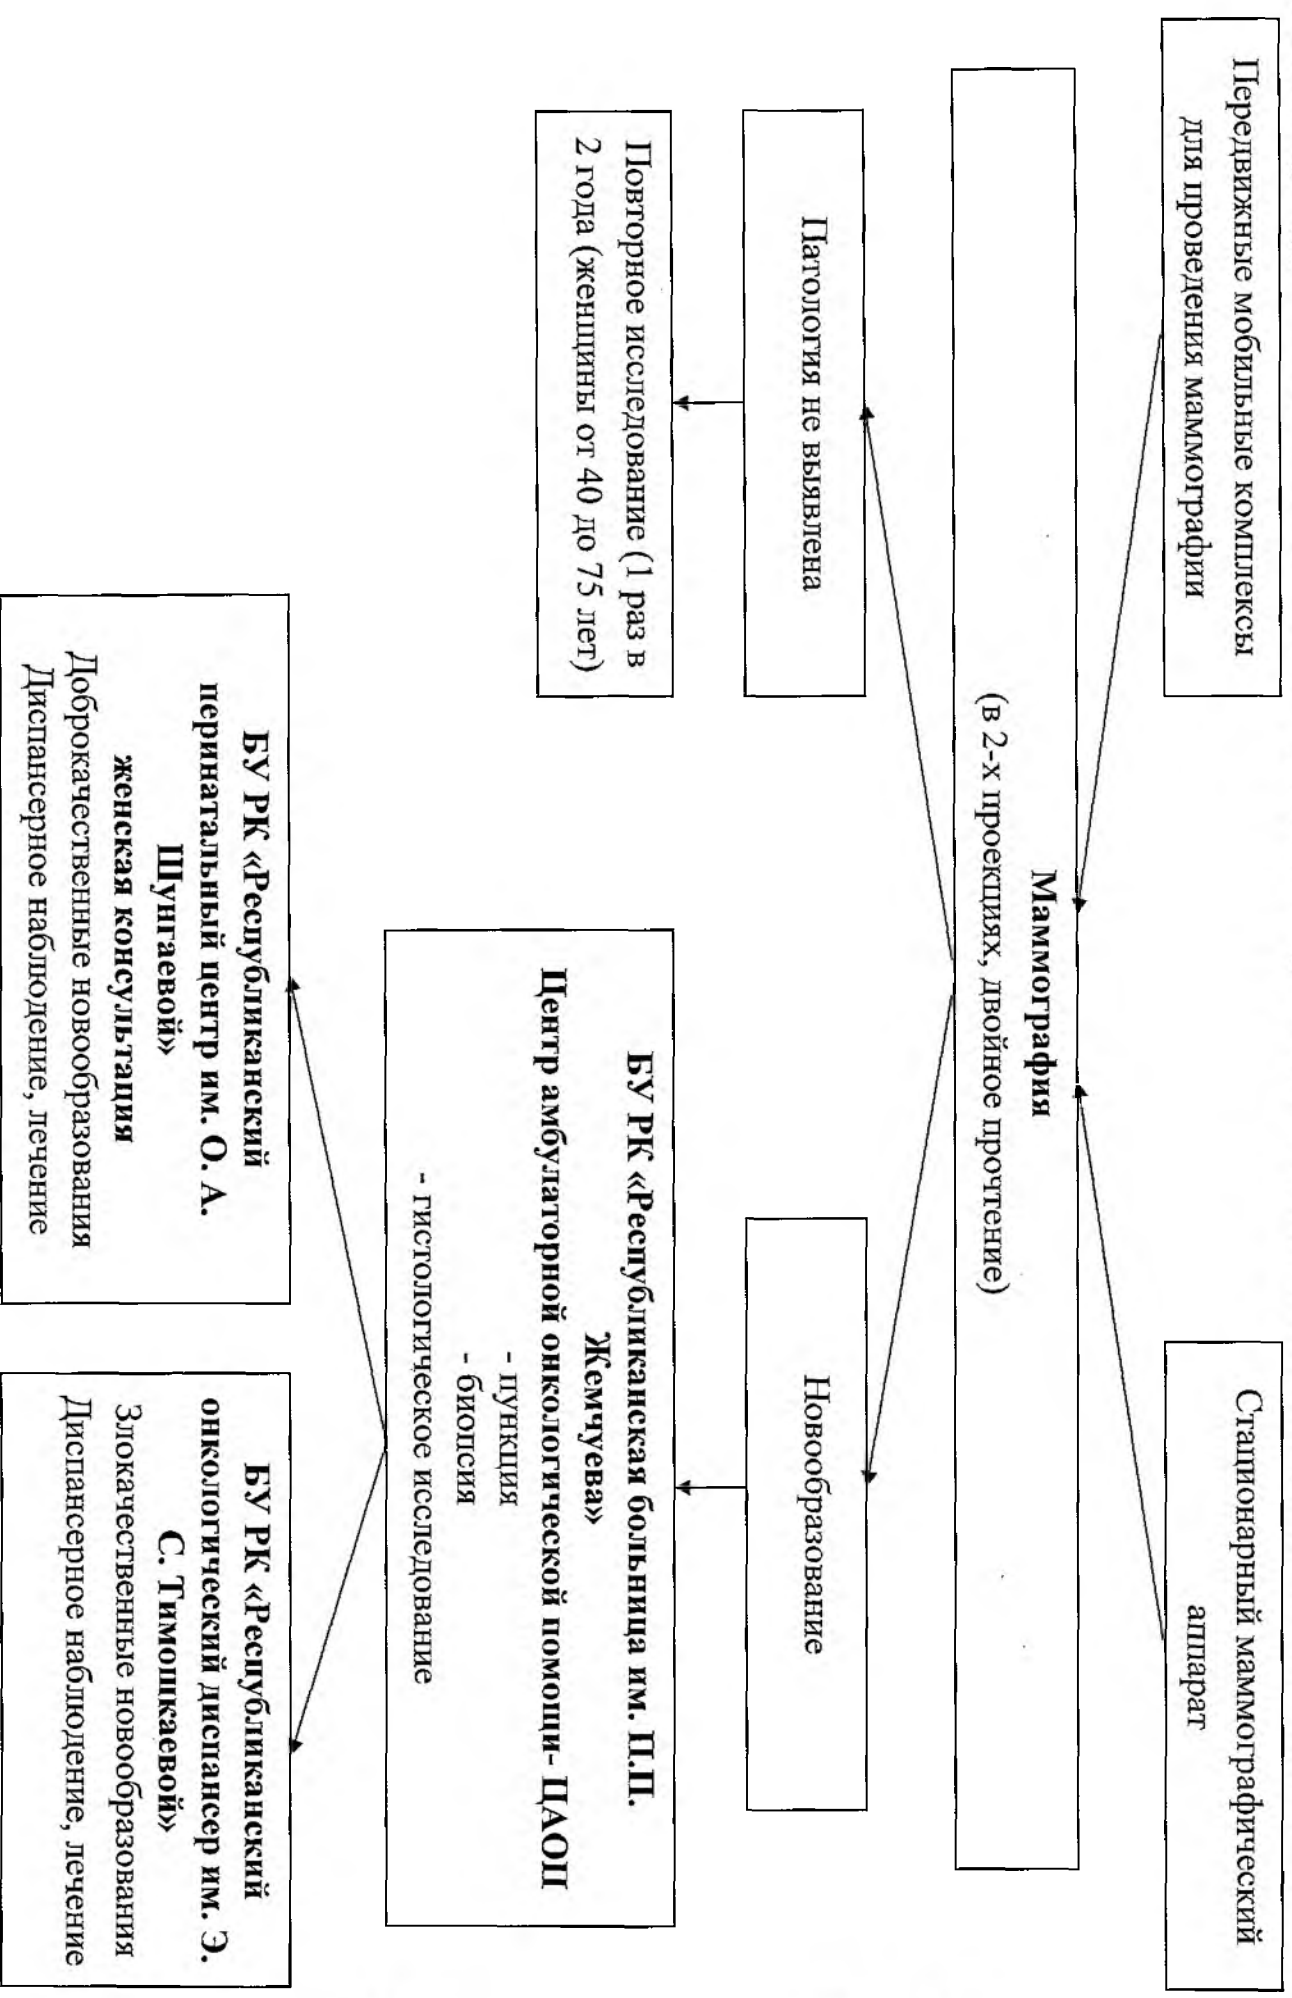 Передвижные мобильные комплексы
для проведения маммографии
Стационарный маммографический
аппарат
Маммография
(в 2-х проекциях, двойное прочтение)
Патология не выявлена
Новообразование
Повторное исследование (1 раз в
2 года (женщины от 40 до 75 лет)
БУ РК «Республиканская больница им. П.П.
Жемчуева»
Центр амбулаторной онкологической помощи- ЦАОП
- пункция
- биопсия
- гистологическое исследование
БУ РК «Республиканский
перинатальный центр им. О. А.
Шунгаевой»
женская консультация
Доброкачественные новообразования
Диспансерное наблюдение, лечение
БУ РК «Республиканский
онкологический диспансер им. Э.
С. Тимошкаевой»
Злокачественные новообразования
Диспансерное наблюдение, лечение